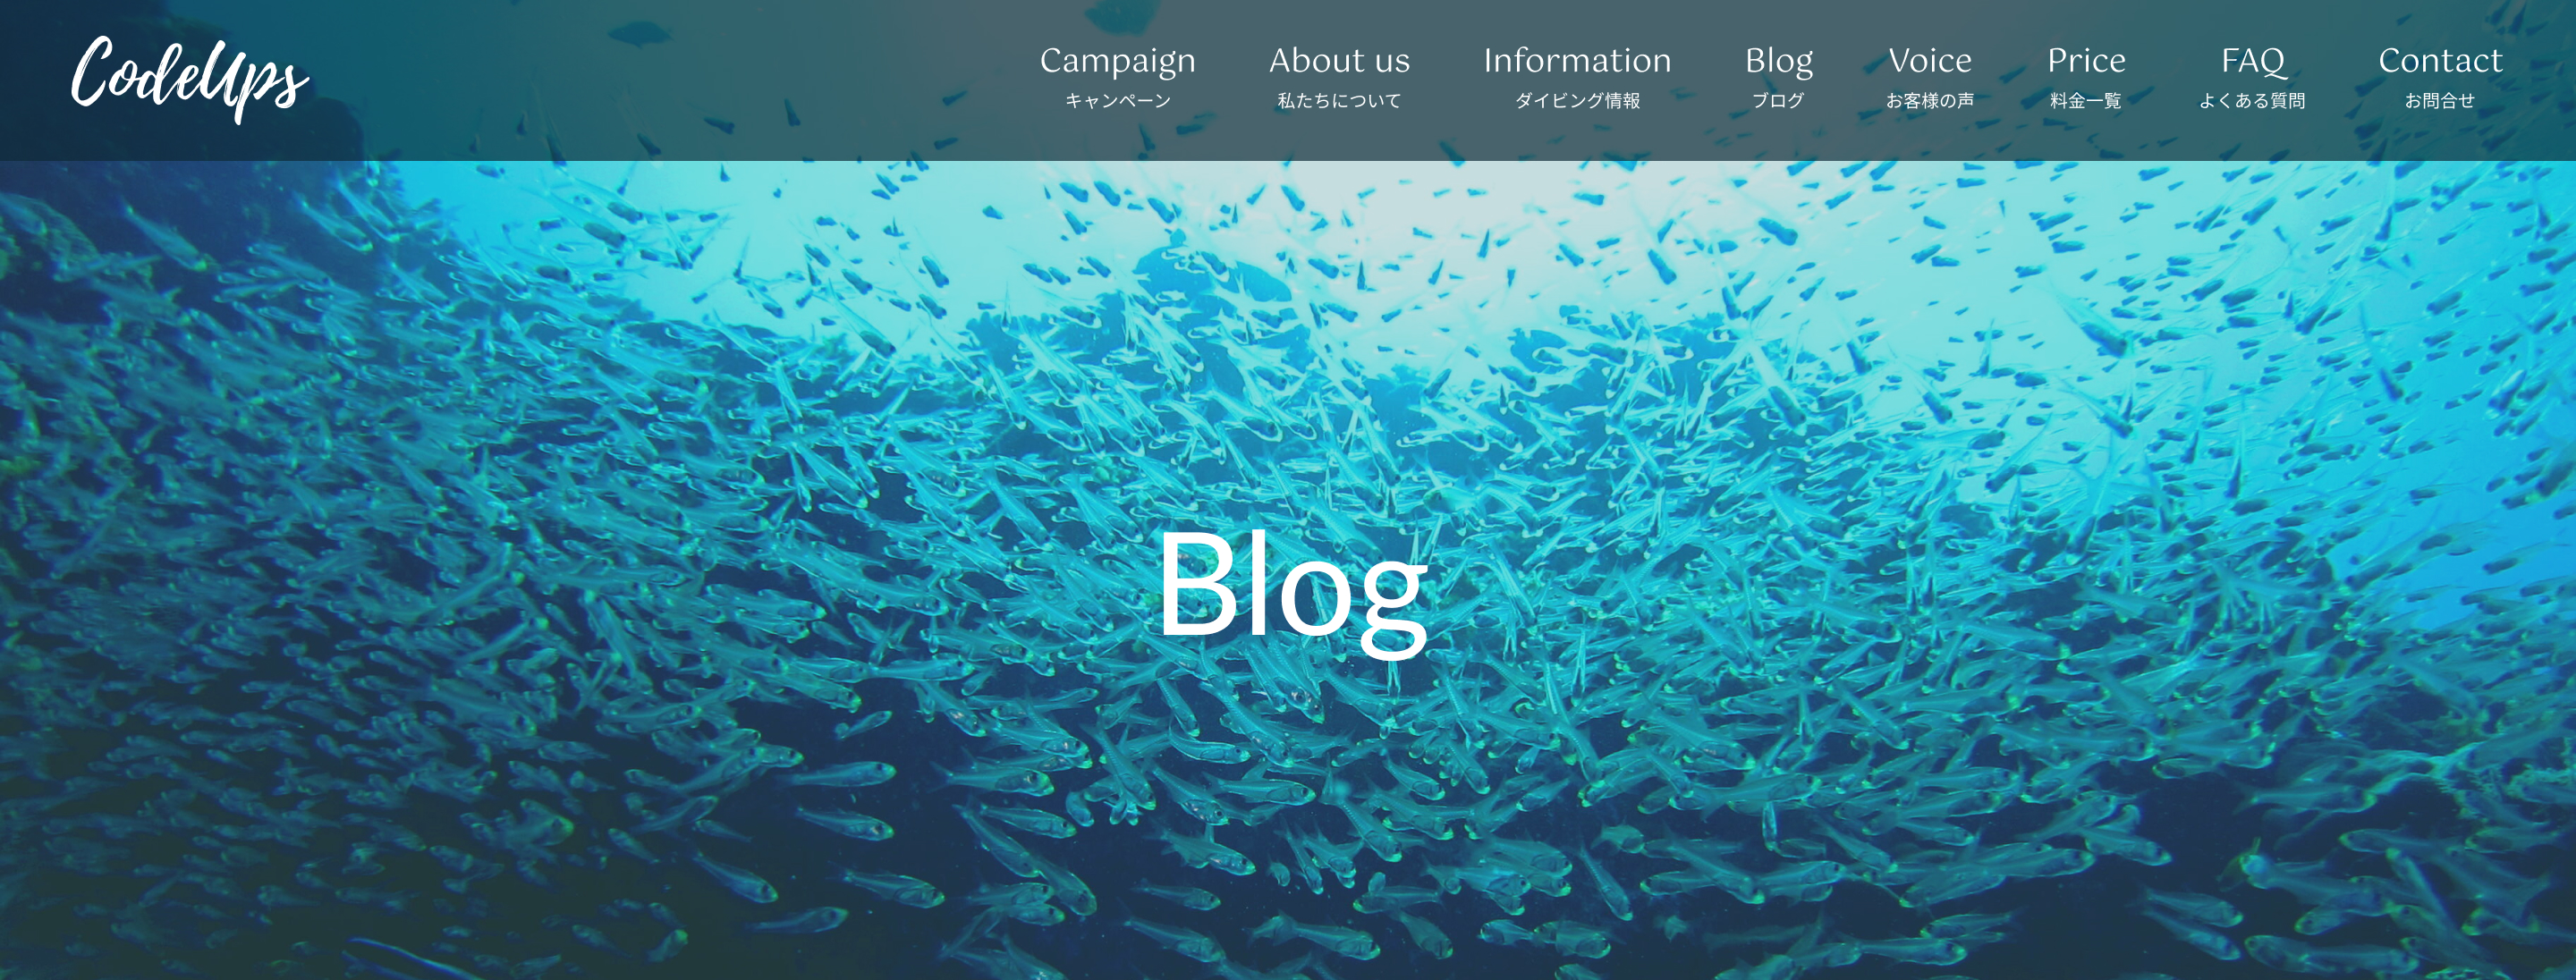 CodeUps
Campaign About us Information Blog Voice Price FAQ Contact
キャンペーン 私たちについて ダイビング情報 ブログ お客様の声 料金一覧 よくある質問 お問合せ
Blog